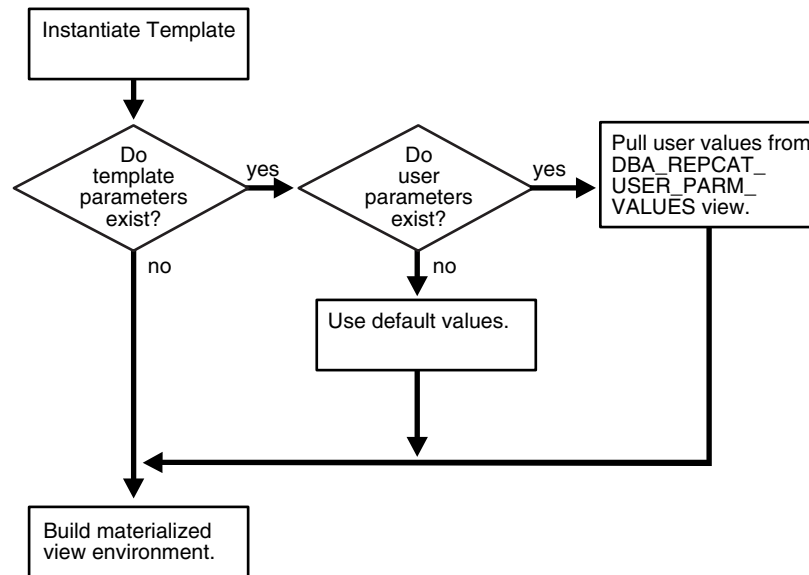 Instantiate Template
Do
template
parameters
exist?
yes
Do
user
parameters
exist?
yes
Pull user values from
DBA_REPCAT_
USER_PARM_
VALUES view.
no
no
Use default values.
Build materialized
view environment.